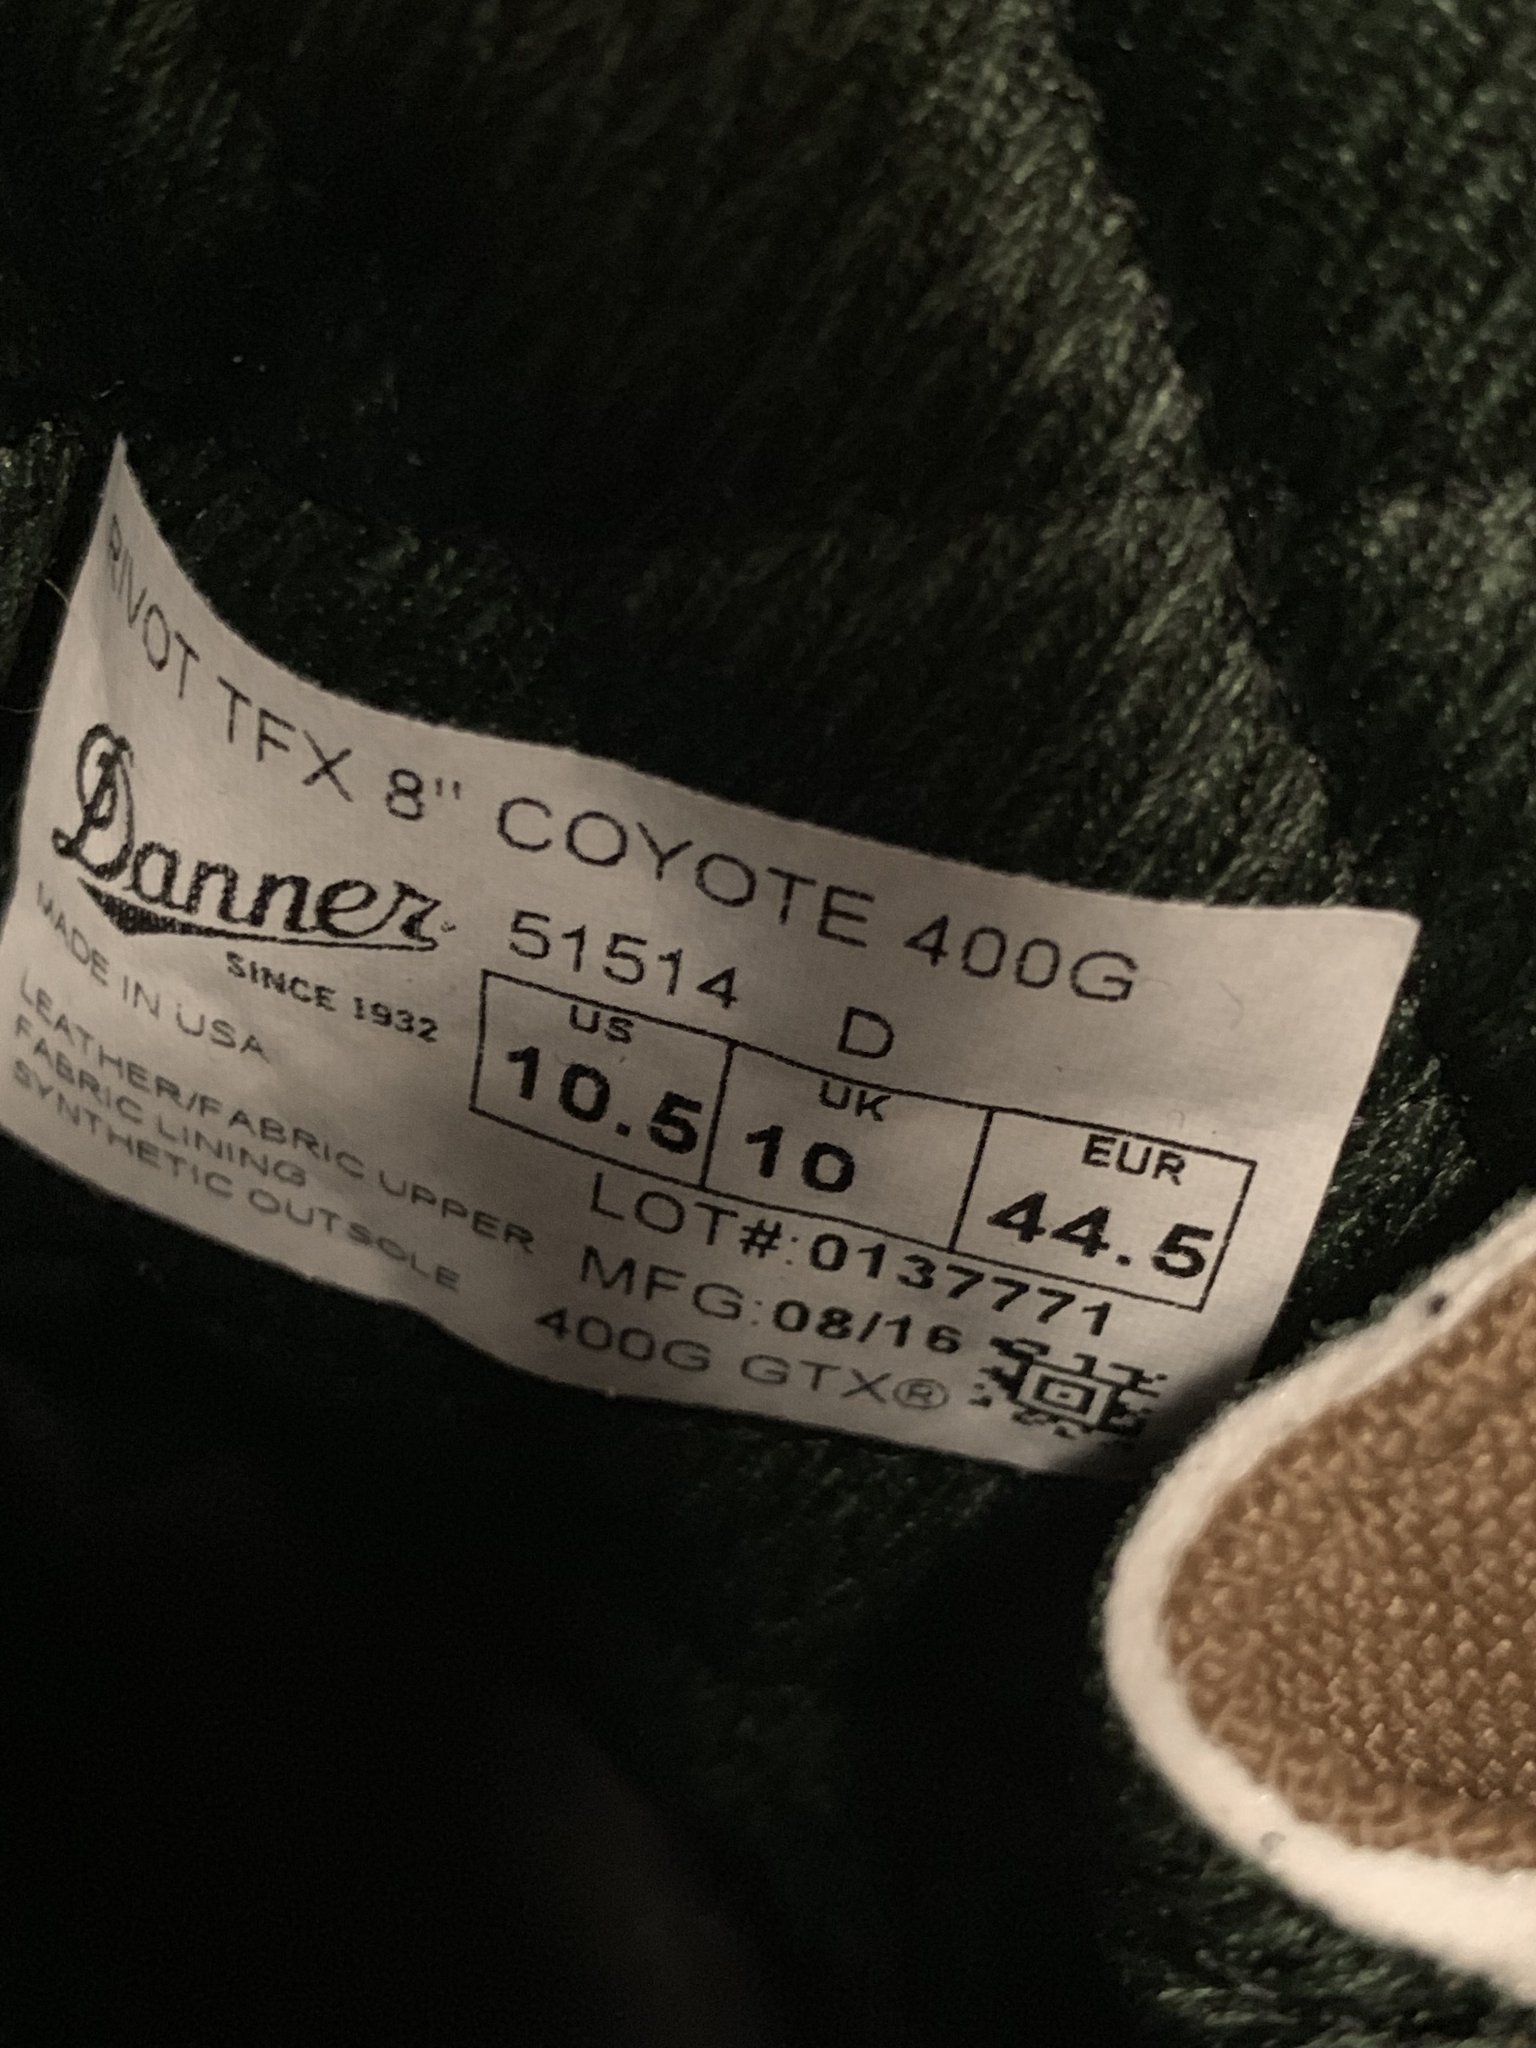 RIVOT TFX 8" COYOTE 400G
Danner
SINCE 1932
MADE IN USA
LEATHER/FABRIC UPPER
FABRIC LINING
SYNTHETIC OUTSOLE
51514 D
US
10.5
UK
10
EUR
44.5
LOT#:0137771
MFG:08/16
400G GTX®